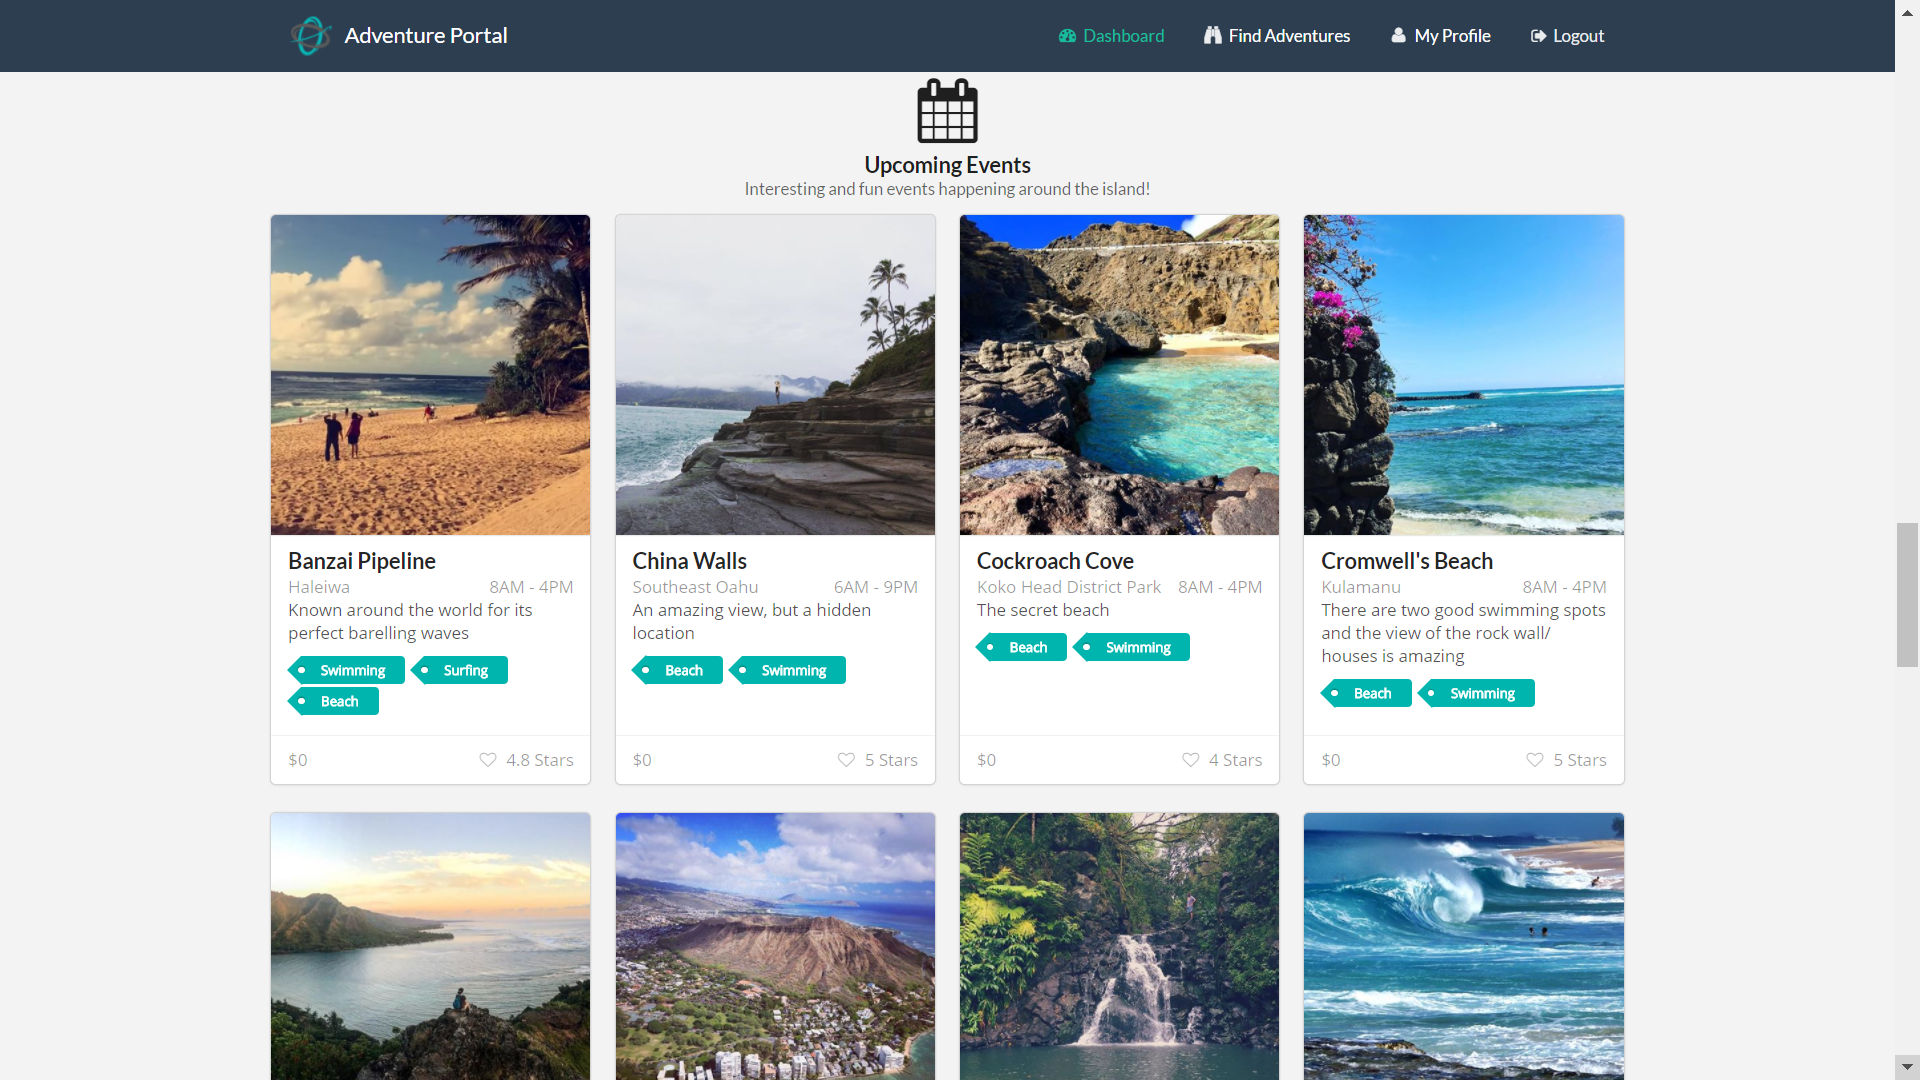 Adventure Portal
Dashboard
Find Adventures
My Profile
Logout
Upcoming Events
Interesting and fun events happening around the island!
Banzai Pipeline
Haleiwa 8AM - 4PM
Known around the world for its
perfect barelling waves
Swimming Surfing
Beach
$0 4.8 Stars
China Walls
Southeast Oahu 6AM - 9PM
An amazing view, but a hidden
location
Beach Swimming
$0 5 Stars
Cockroach Cove
Koko Head District Park 8AM - 4PM
The secret beach
Beach Swimming
$0 4 Stars
Cromwell's Beach
Kulamanu 8AM - 4PM
There are two good swimming spots
and the view of the rock wall/
houses is amazing
Beach Swimming
$0 5 Stars